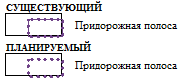 СУЩЕСТВУЮЩИЙ
Придорожная полоса
ПЛАНИРУЕМЫЙ
Придорожная полоса